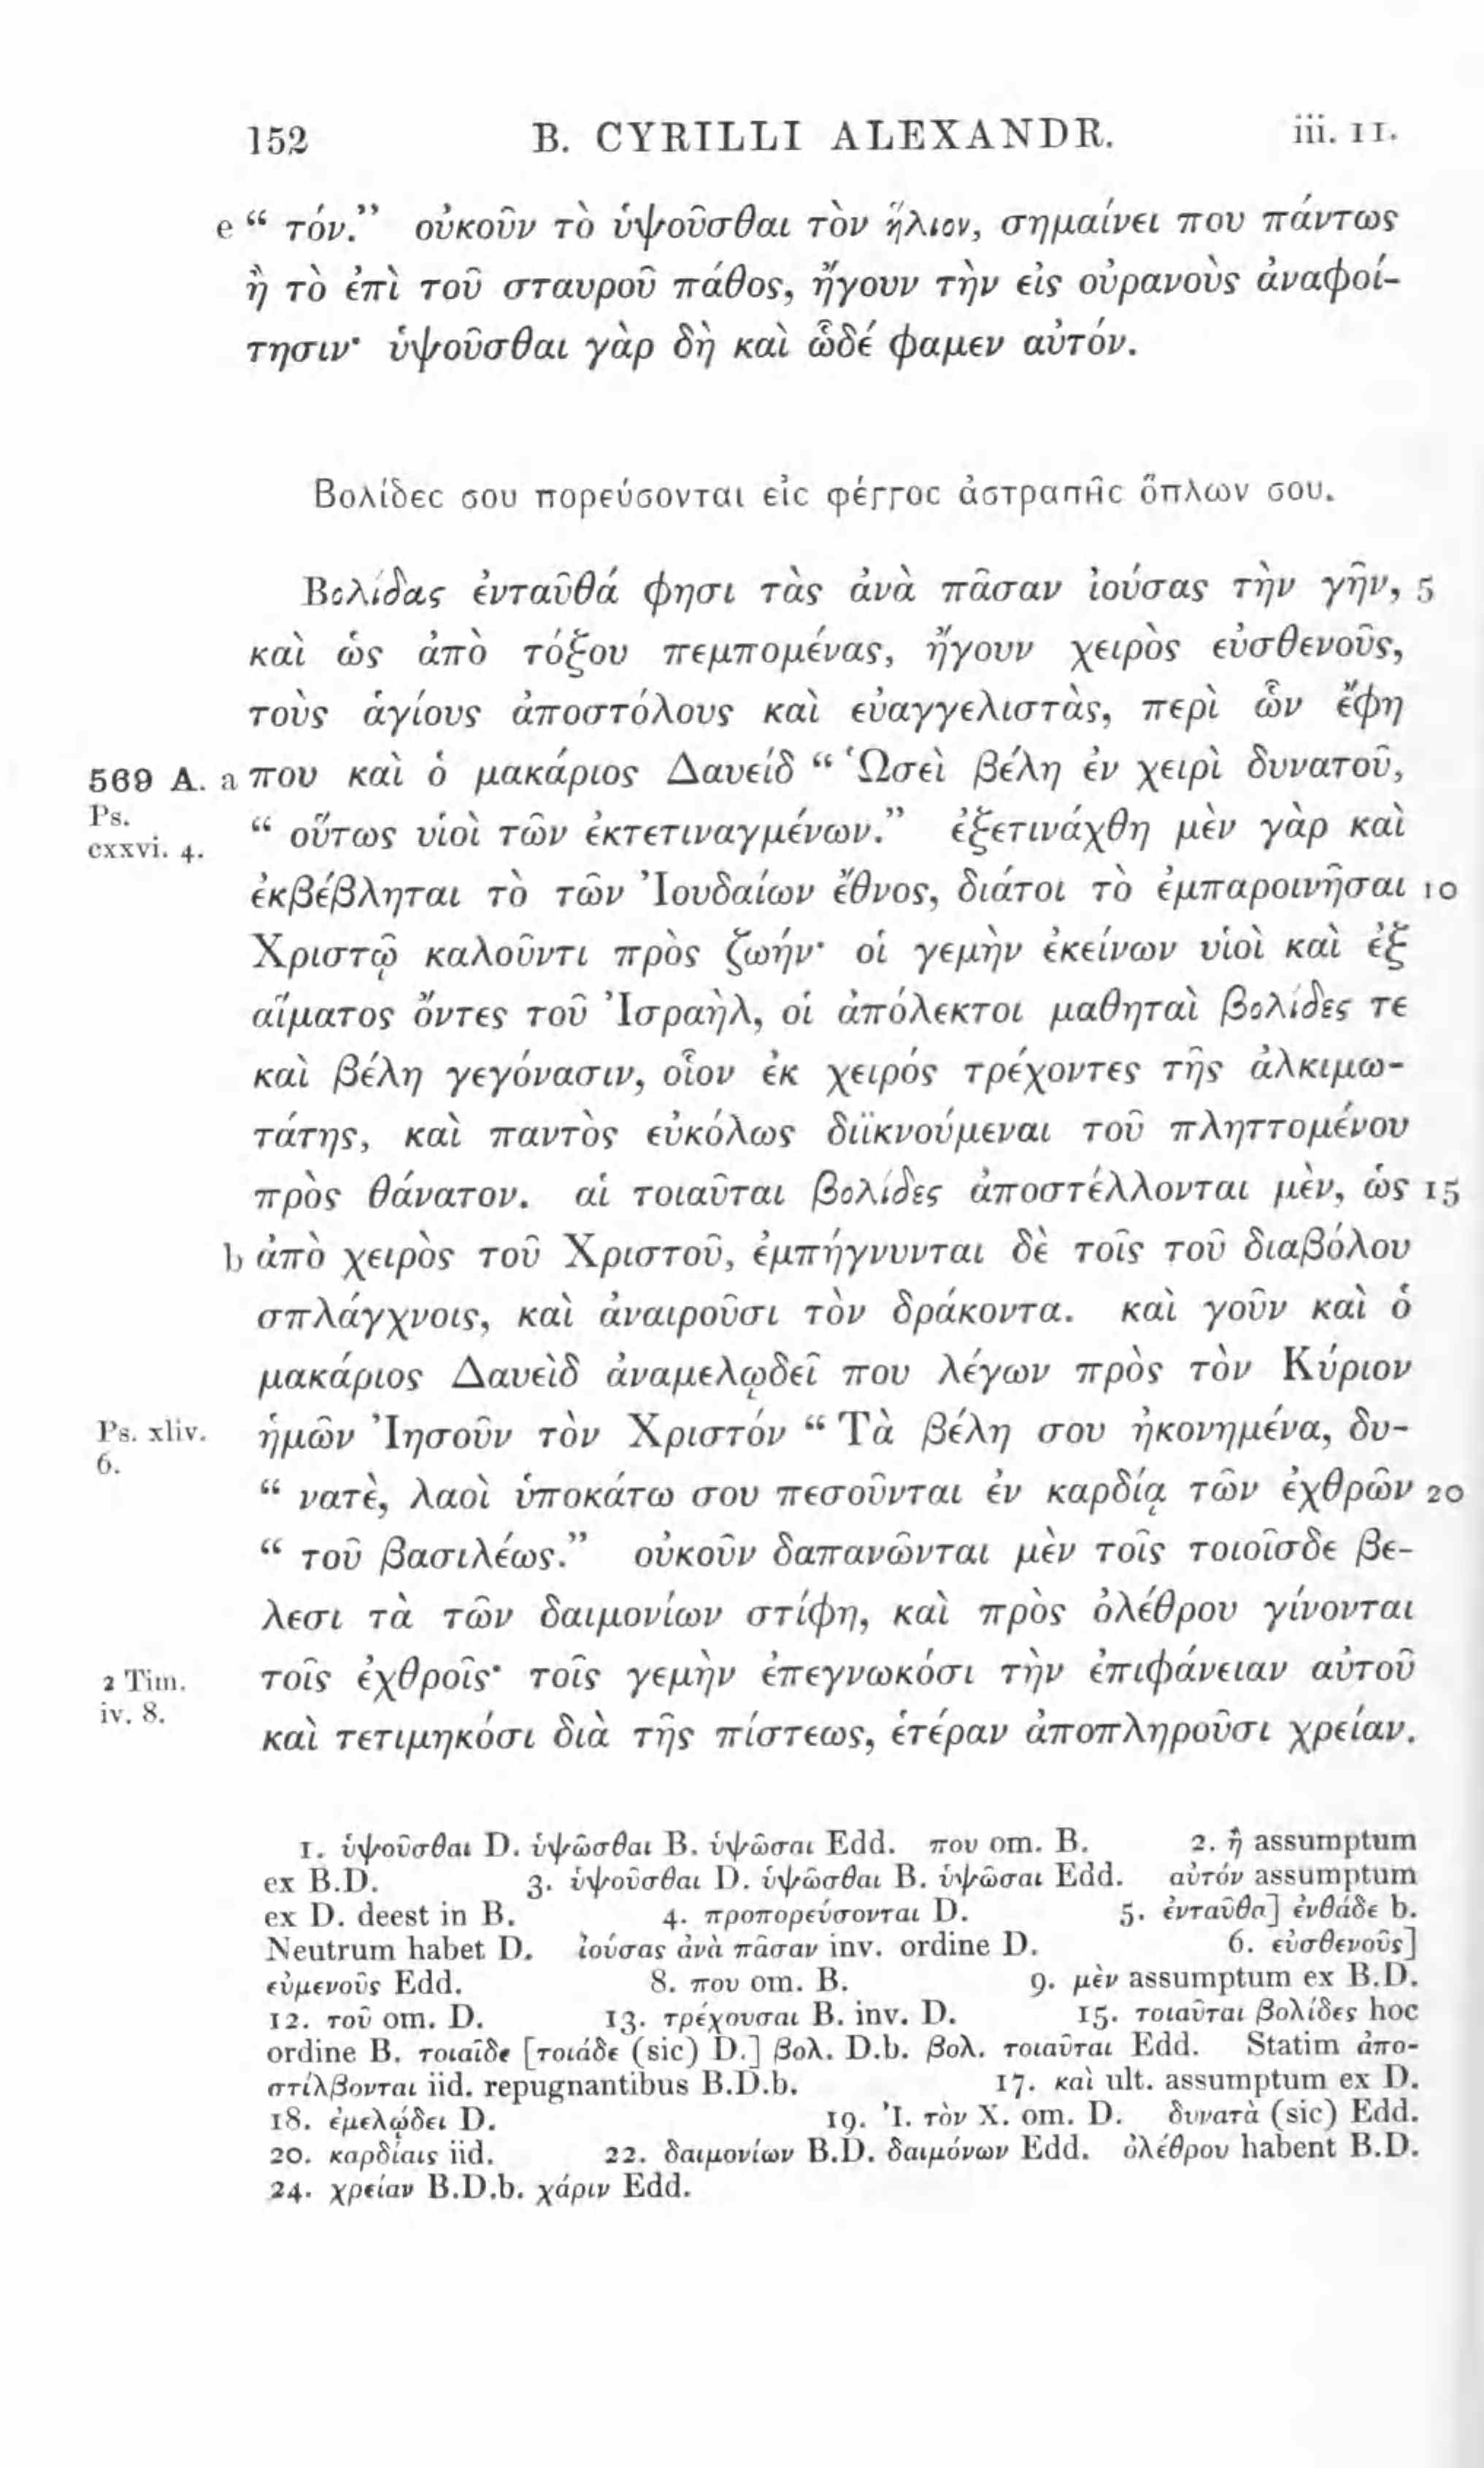 152 B. CYRILLI ALEXANDR. iii. 11.
e “ τόν.” οὐκοῦν τὸ ὑψοῦσθαι τὸν ἥλιον, σημαίνει που πάντως
ἢ τὸ ἐπὶ τοῦ σταυροῦ πάθος, ἤγουν τὴν εἰς οὐρανοὺς ἀναφοί-
τησιν· ὑψοῦσθαι γὰρ δὴ καὶ ὧδέ φαμεν αὐτόν.
Βολίδες σου πορεύσονται εἰς φέγγος ἀστραπῆς ὅπλων σου.
Βολίδας ἐνταῦθά φησι τὰς ἀνὰ πᾶσαν ἰούσας τὴν γῆν, 5
καὶ ὡς ἀπὸ τόξου πεμπομένας, ἤγουν χειρὸς εὐσθενοῦς,
τοὺς ἁγίους ἀποστόλους καὶ εὐαγγελιστὰς, περὶ ὧν ἔφη
569 A. a που καὶ ὁ μακάριος Δαυείδ “ Ὡσεὶ βέλη ἐν χειρὶ δυνατοῦ,
Ps.
cxxvi. 4.
“ οὕτως υἱοὶ τῶν ἐκτετιναγμένων.” ἐξετινάχθη μὲν γὰρ καὶ
ἐκβέβληται τὸ τῶν Ἰουδαίων ἔθνος, διάτοι τὸ ἐμπαροινῆσαι 10
Χριστῷ καλοῦντι πρὸς ζωήν· οἱ γεμὴν ἐκείνων υἱοὶ καὶ ἐξ
αἵματος ὄντες τοῦ Ἰσραὴλ, οἱ ἀπόλεκτοι μαθηταὶ βολίδες τε
καὶ βέλη γεγόνασιν, οἷον ἐκ χειρός τρέχοντες τῆς ἀλκιμω-
τάτης, καὶ παντὸς εὐκόλως διϊκνούμεναι τοῦ πληττομένου
πρὸς θάνατον. αἱ τοιαῦται βολίδες ἀποστέλλονται μὲν, ὡς 15
b ἀπὸ χειρὸς τοῦ Χριστοῦ, ἐμπήγνυνται δὲ τοῖς τοῦ διαβόλου
σπλάγχνοις, καὶ ἀναιροῦσι τὸν δράκοντα. καὶ γοῦν καὶ ὁ
μακάριος Δαυεὶδ ἀναμελῳδεῖ που λέγων πρὸς τὸν Κύριον
Ps. xliv.
6.
ἡμῶν Ἰησοῦν τὸν Χριστόν “ Τὰ βέλη σου ἠκονημένα, δυ-
“ νατὲ, λαοὶ ὑποκάτω σου πεσοῦνται ἐν καρδίᾳ τῶν ἐχθρῶν 20
“ τοῦ βασιλέως.” οὐκοῦν δαπανῶνται μὲν τοῖς τοιοῖσδε βέ-
λεσι τὰ τῶν δαιμονίων στίφη, καὶ πρὸς ὀλέθρου γίνονται
2 Tim.
iv. 8.
τοῖς ἐχθροῖς· τοῖς γεμὴν ἐπεγνωκόσι τὴν ἐπιφάνειαν αὐτοῦ
καὶ τετιμηκόσι διὰ τῆς πίστεως, ἑτέραν ἀποπληροῦσι χρείαν.
1. ὑψοῦσθαι D. ὑψῶσθαι B. ὑψῶσαι Edd. που om. B. 2. ἢ assumptum
ex B.D. 3. ὑψοῦσθαι D. ὑψῶσθαι B. ὑψῶσαι Edd. αὐτόν assumptum
ex D. deest in B. 4. προπορεύσονται D. 5. ἐνταῦθα] ἐνθάδε b.
Neutrum habet D. ἰούσας ἀνὰ πᾶσαν inv. ordine D. 6. εὐσθενοῦς]
εὐμενοῦς Edd. 8. που om. B. 9. μὲν assumptum ex B.D.
12. τοῦ om. D. 13. τρέχουσαι B. inv. D. 15. τοιαῦται βολίδες hoc
ordine B. τοιαῖδε [τοιάδε (sic) D.] βολ. D.b. βολ. τοιαῦται Edd. Statim ἀπο-
στίλβονται iid. repugnantibus B.D.b. 17. καὶ ult. assumptum ex D.
18. ἐμελῴδει D. 19. Ἰ. τὸν Χ. om. D. δυνατὰ (sic) Edd.
20. καρδίαις iid. 22. δαιμονίων B.D. δαιμόνων Edd. ὀλέθρου habent B.D.
24. χρείαν B.D.b. χάριν Edd.